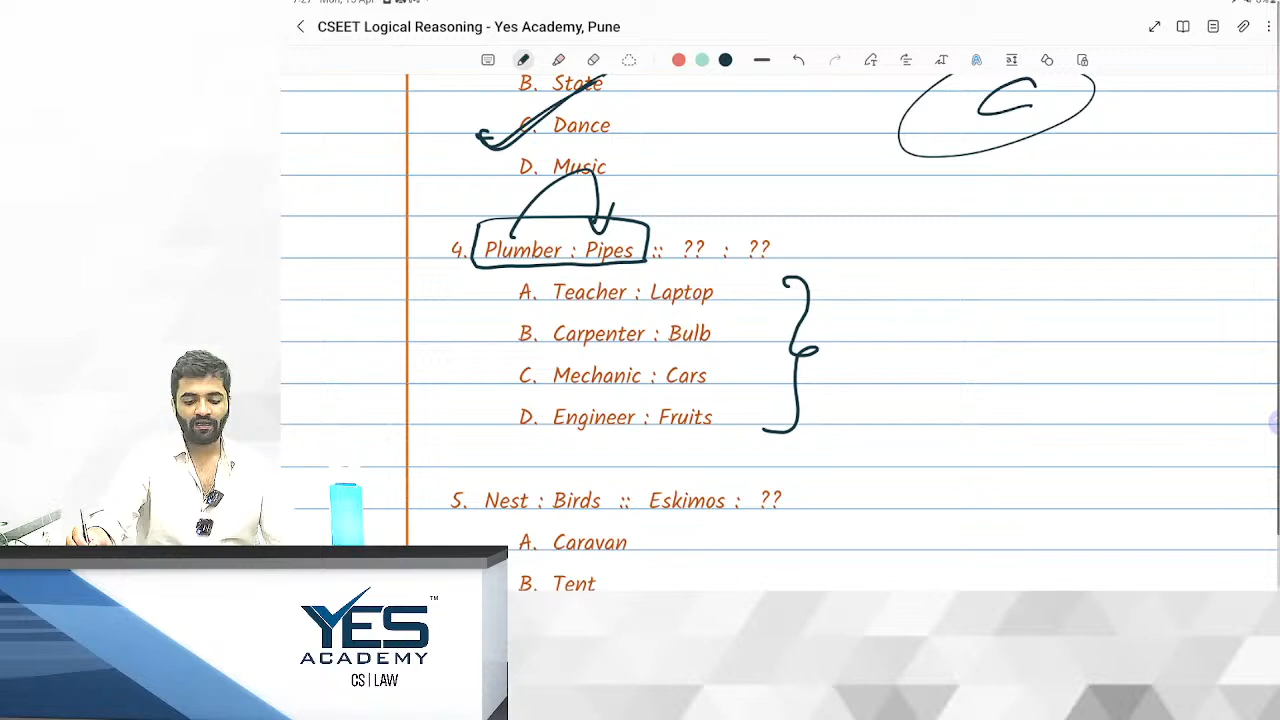 CSEET Logical Reasoning - Yes Academy, Pune
B. State
C. Dance
C
D. Music
4. Plumber : Pipes :: ?? : ??
A. Teacher : Laptop
B. Carpenter : Bulb
C. Mechanic : Cars
D. Engineer : Fruits
5. Nest : Birds :: Eskimos : ??
A. Caravan
B. Tent
YES™
ACADEMY
CS | LAW